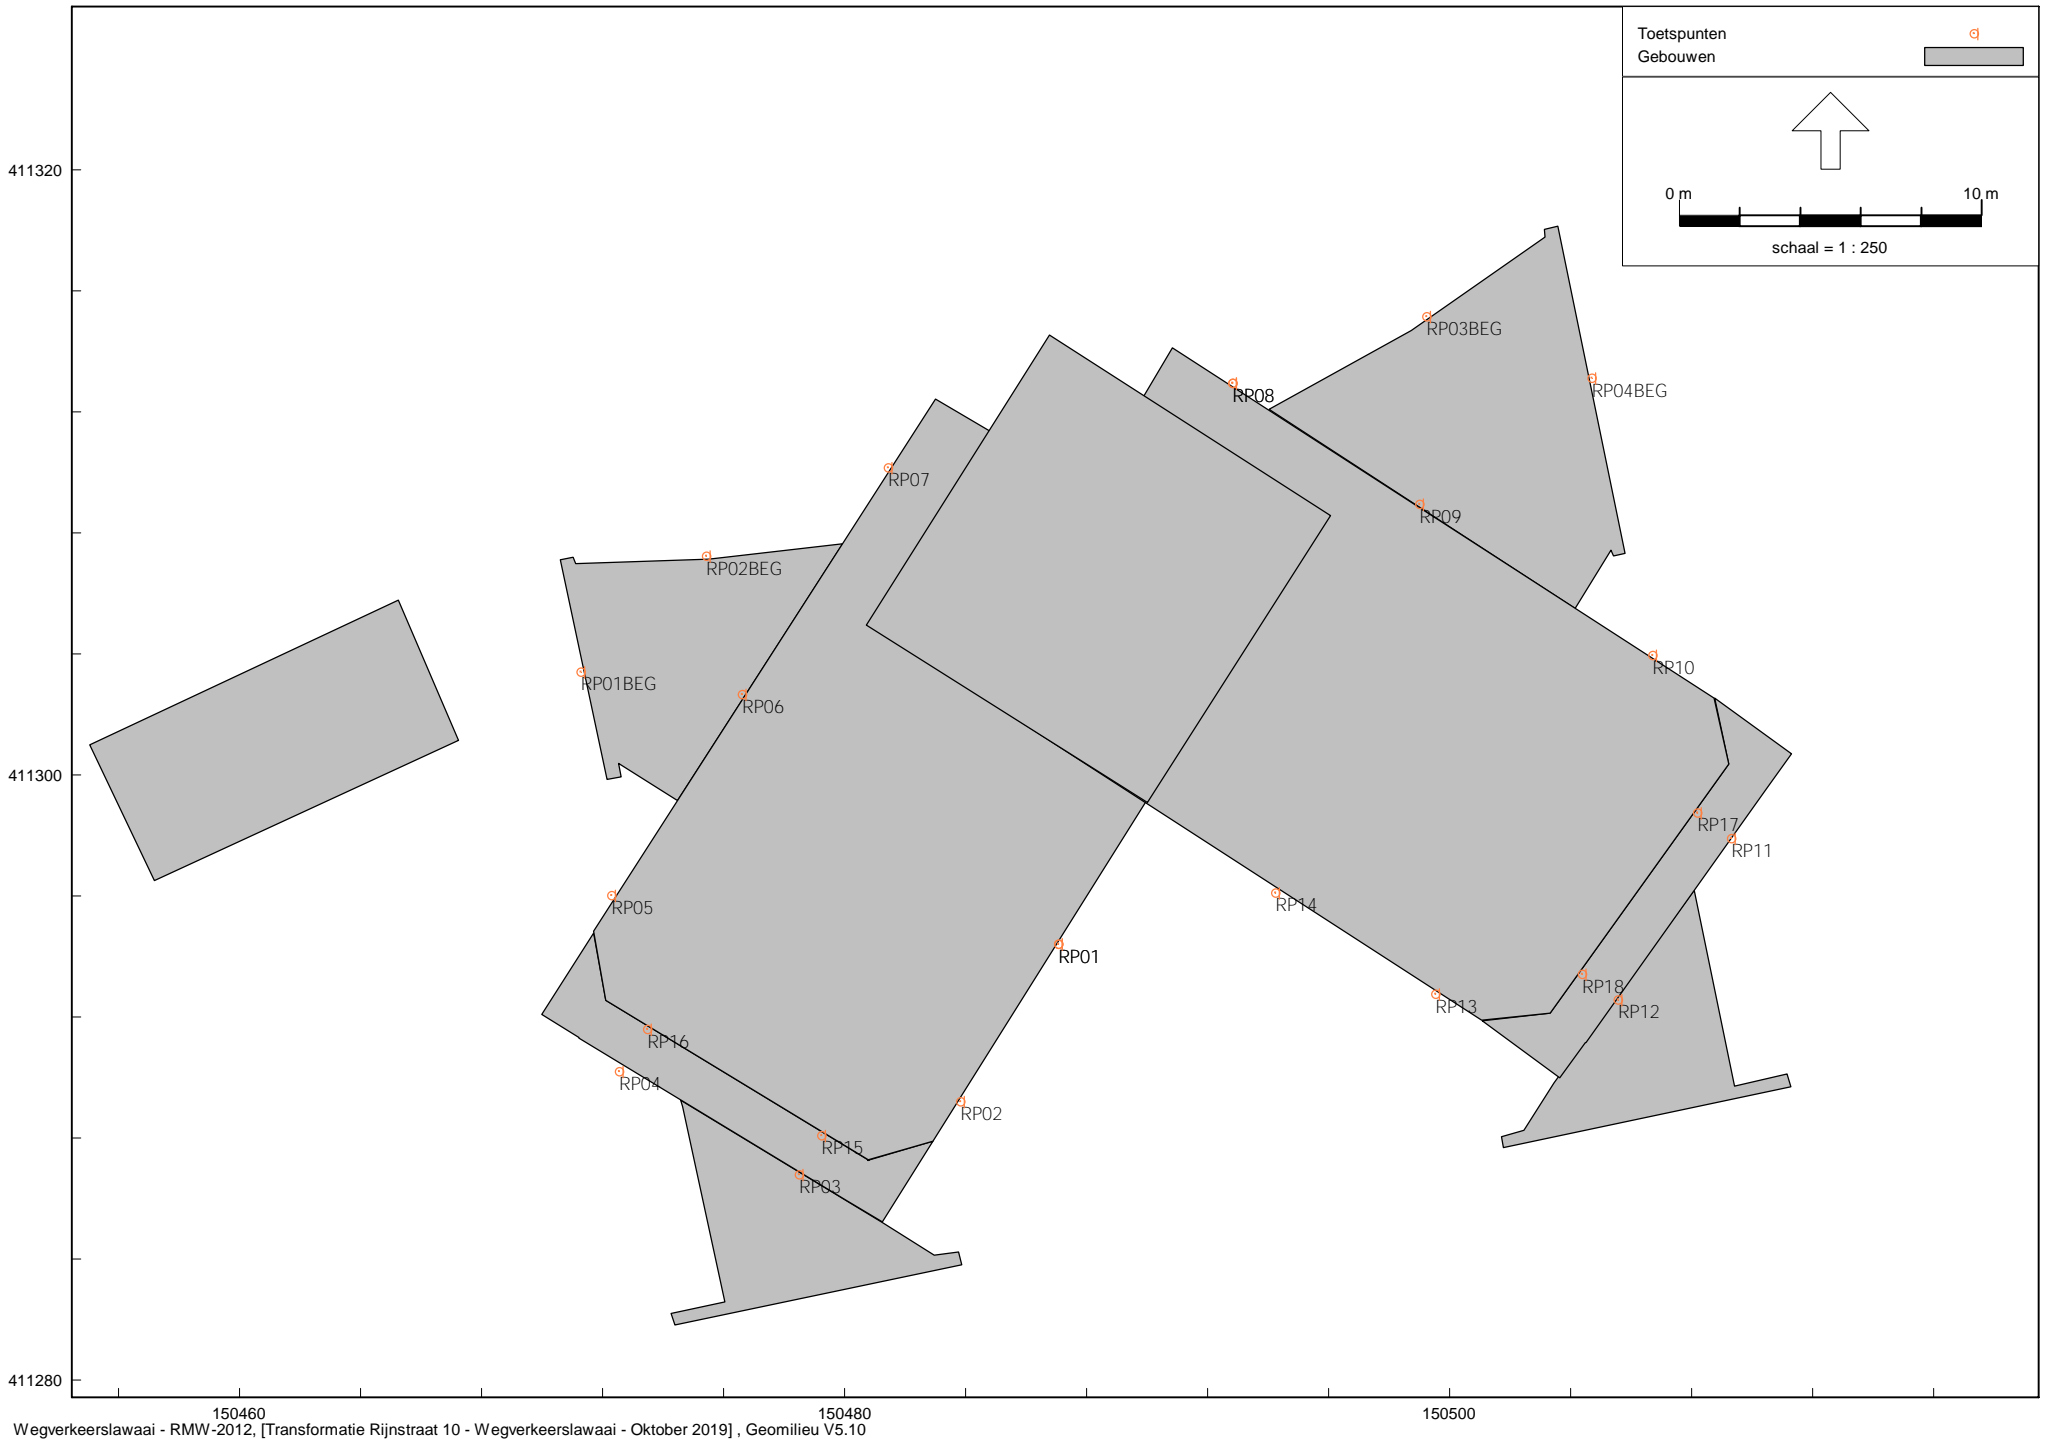 Toetspunten
Gebouwen
0 m 10 m
schaal = 1 : 250
411320
411300
411280
RP03BEG
RP04BEG
RP08
RP07
RP09
RP02BEG
RP10
RP01BEG
RP06
RP17
RP11
RP05
RP14
RP01
RP18
RP13
RP12
RP16
RP04
RP02
RP15
RP03
150460 150480 150500
Wegverkeerslawaai - RMW-2012, [Transformatie Rijnstraat 10 - Wegverkeerslawaai - Oktober 2019] , Geomilieu V5.10